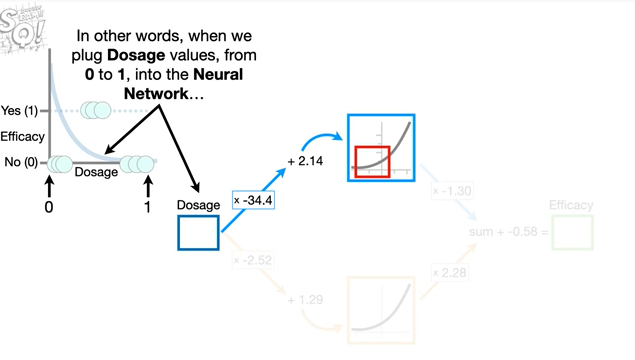 In other words, when we
plug Dosage values, from
0 to 1, into the Neural
Network…
SQ!
Yes (1)
Efficacy
No (0)
Dosage
0
1
Dosage
x -34.4
+ 2.14
x -1.30
Efficacy
sum + -0.58 =
x -2.52
+ 1.29
x 2.28